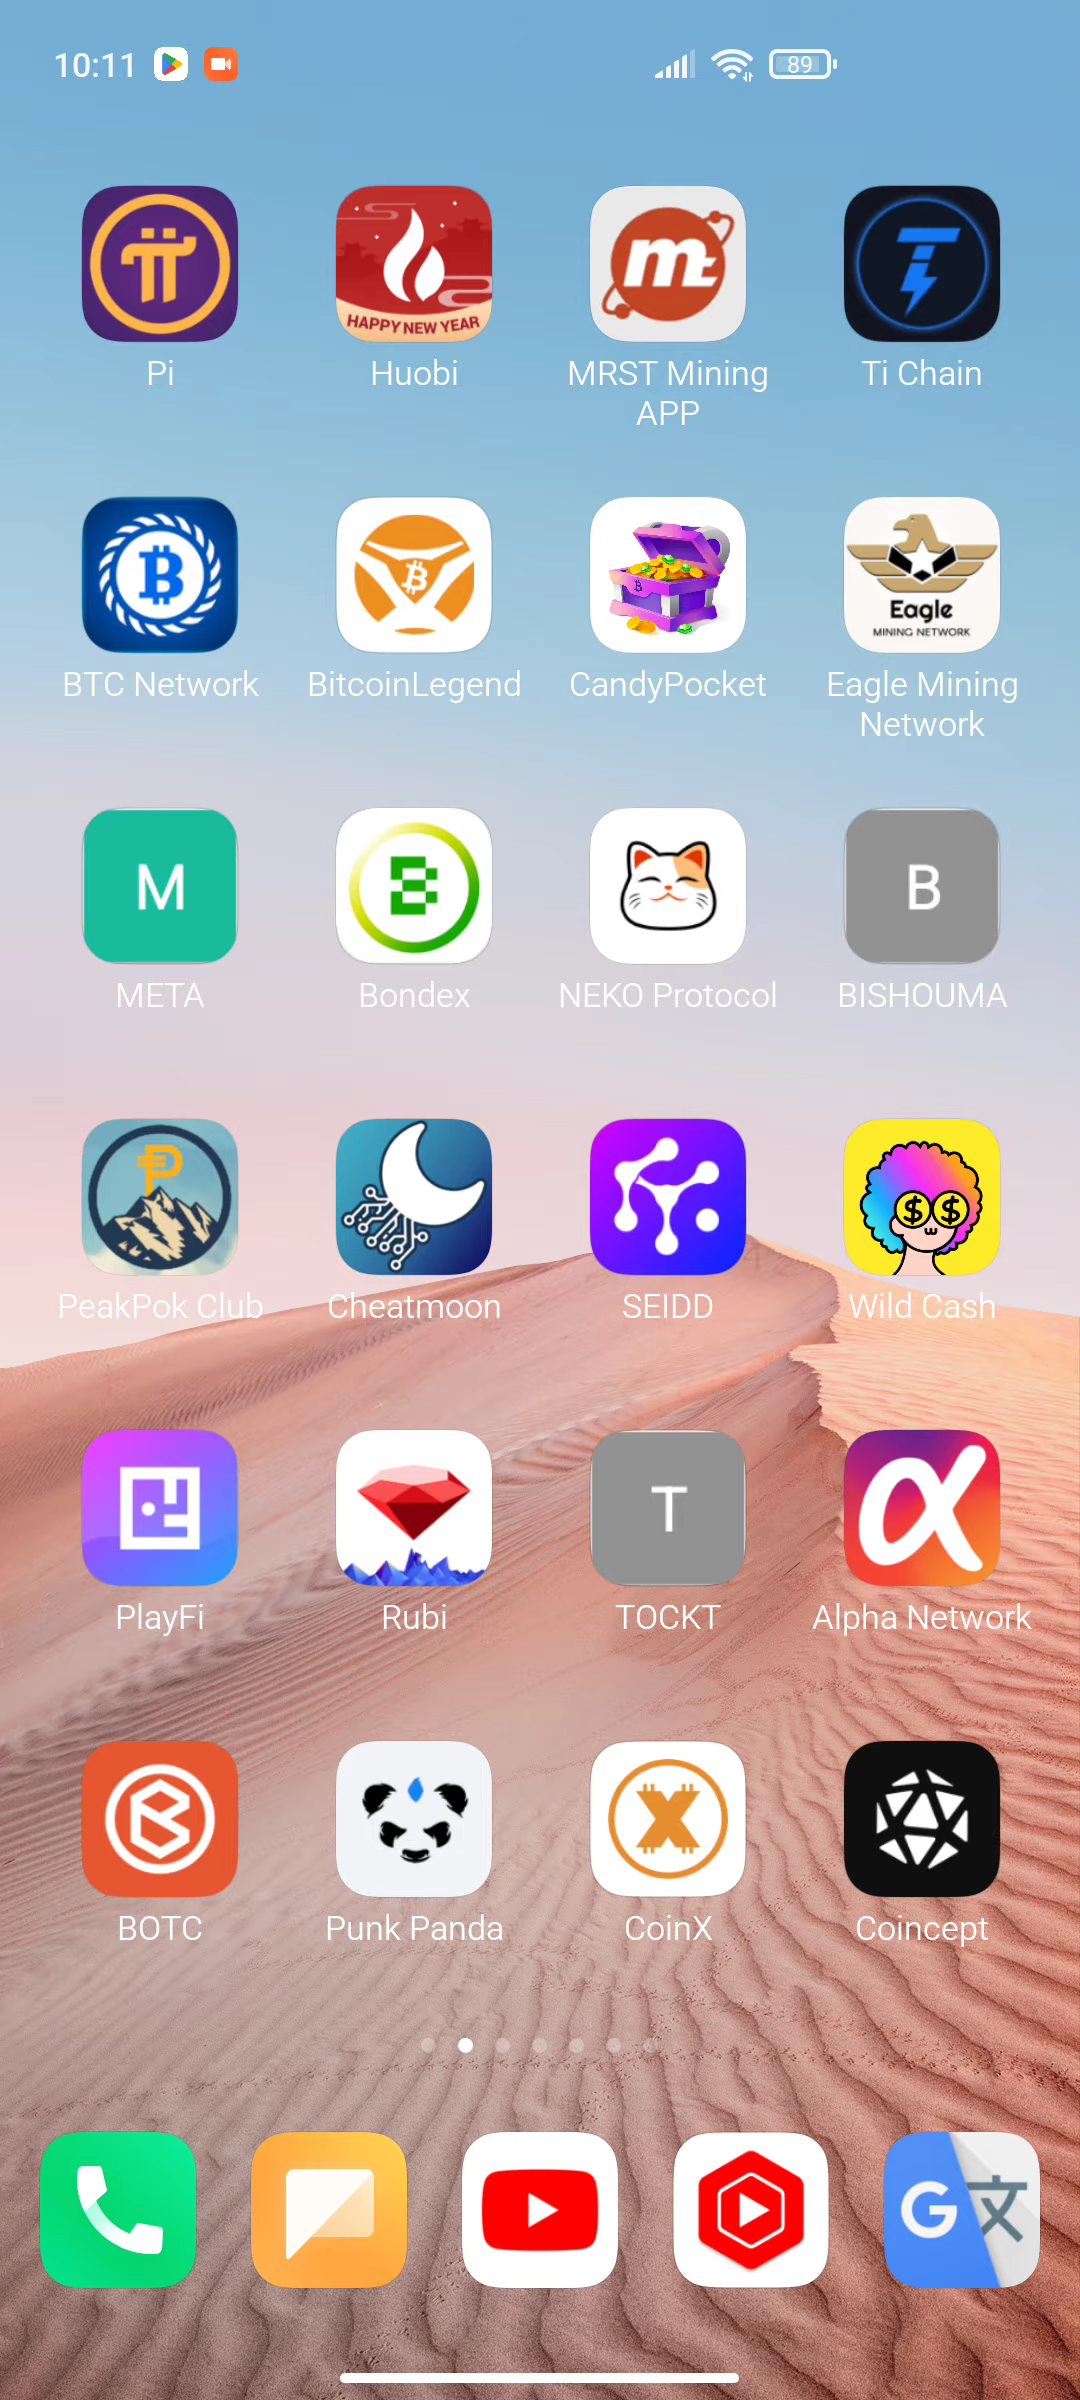 10:11
89
HAPPY NEW YEAR
Pi
Huobi
MRST Mining
APP
Ti Chain
Eagle
MINING NETWORK
BTC Network
BitcoinLegend
CandyPocket
Eagle Mining
Network
M
B
META
Bondex
NEKO Protocol
BISHOUMA
PeakPok Club
Cheatmoon
SEIDD
Wild Cash
T
PlayFi
Rubi
TOCKT
Alpha Network
BOTC
Punk Panda
CoinX
Coincept
G文